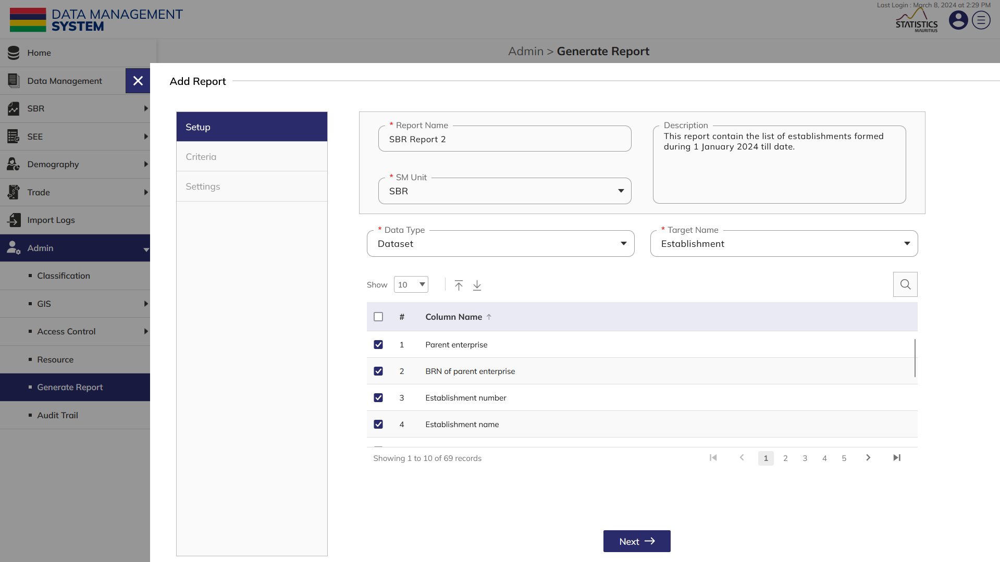 DATA MANAGEMENT
SYSTEM
Last Login : March 8, 2024 at 2:29 PM
STATISTICS
MAURITIUS
Home
Data Management
SBR
SEE
Demography
Trade
Import Logs
Admin
Classification
GIS
Access Control
Resource
Generate Report
Audit Trail
Admin > Generate Report
Add Report
Setup
Criteria
Settings
* Report Name
SBR Report 2
* SM Unit
SBR
Description
This report contain the list of establishments formed
during 1 January 2024 till date.
* Data Type
Dataset
* Target Name
Establishment
Show 10
# Column Name
1 Parent enterprise
2 BRN of parent enterprise
3 Establishment number
4 Establishment name
Showing 1 to 10 of 69 records
1 2 3 4 5
Next